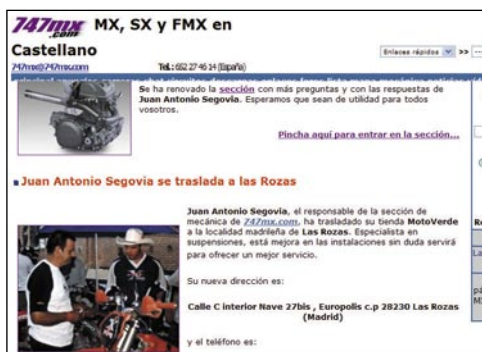 747mx .com MX, SX y FMX en
Castellano
Enlaces rápidos >> --
747mx@747mx.com Tel.: 652 27 46 14 (España)
Se ha renovado la sección con más preguntas y con las respuestas de
Juan Antonio Segovia. Esperamos que sean de utilidad para todos
vosotros.
Pincha aquí para entrar en la sección...
Juan Antonio Segovia se traslada a las Rozas
Juan Antonio Segovia, el responsable de la sección de
mecánica de 747mx.com, ha trasladado su tienda MotoVerde
a la localidad madrileña de Las Rozas. Especialista en
suspensiones, está mejora en las instalaciones sin duda servirá
para ofrecer un mejor servicio.
Su nueva dirección es:
Calle C interior Nave 27bis , Europolis c.p 28230 Las Rozas
(Madrid)
y el teléfono es: